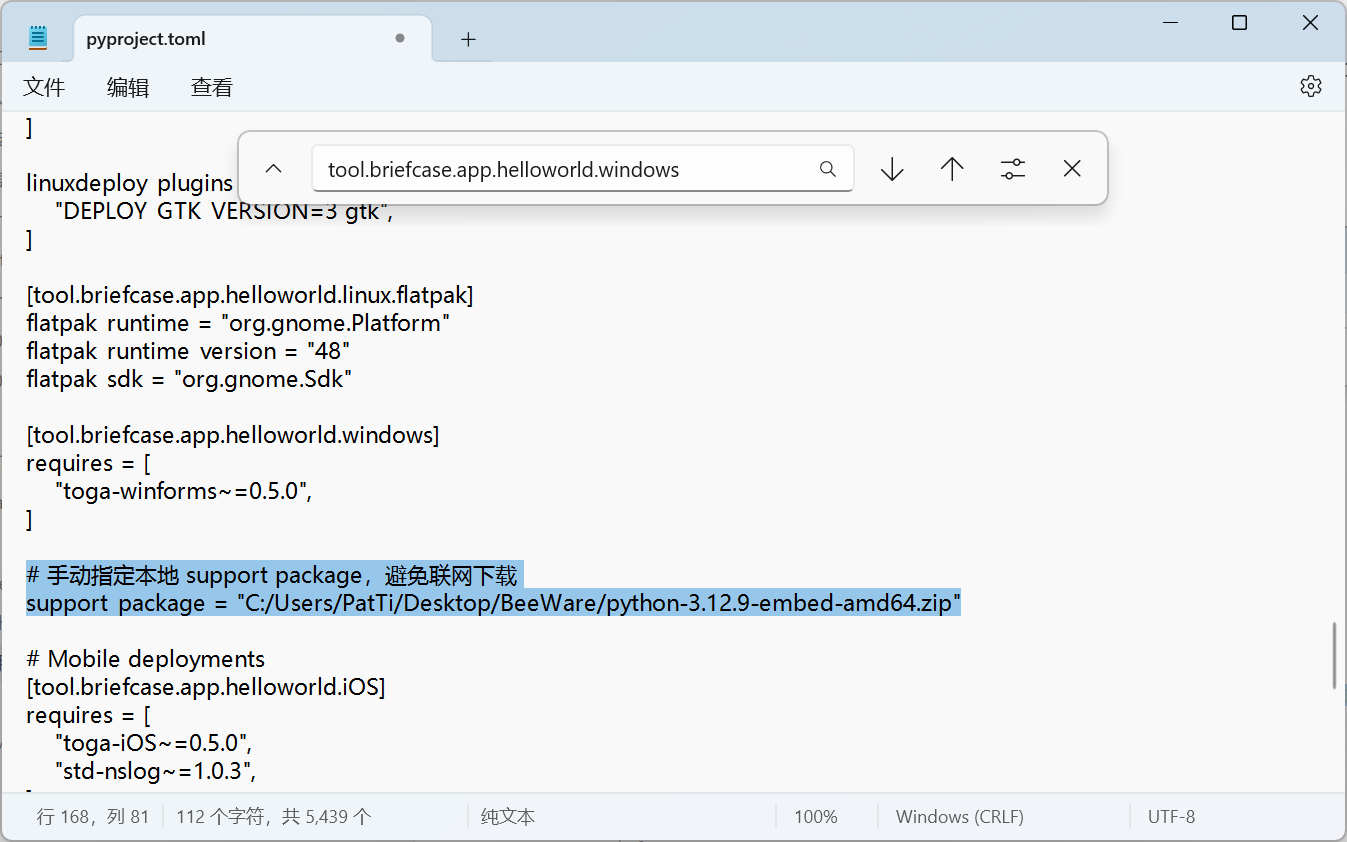 pyproject.toml
文件 编辑 查看
]
tool.briefcase.app.helloworld.windows
linuxdeploy plugins
"DEPLOY GTK VERSION=3 gtk",
]
[tool.briefcase.app.helloworld.linux.flatpak]
flatpak runtime = "org.gnome.Platform"
flatpak runtime version = "48"
flatpak sdk = "org.gnome.Sdk"
[tool.briefcase.app.helloworld.windows]
requires = [
"toga-winforms~=0.5.0",
]
# 手动指定本地 support package，避免联网下载
support package = "C:/Users/PatTi/Desktop/BeeWare/python-3.12.9-embed-amd64.zip"
# Mobile deployments
[tool.briefcase.app.helloworld.iOS]
requires = [
"toga-iOS~=0.5.0",
"std-nslog~=1.0.3",
行 168，列 81 112 个字符，共 5,439 个 纯文本 100% Windows (CRLF) UTF-8